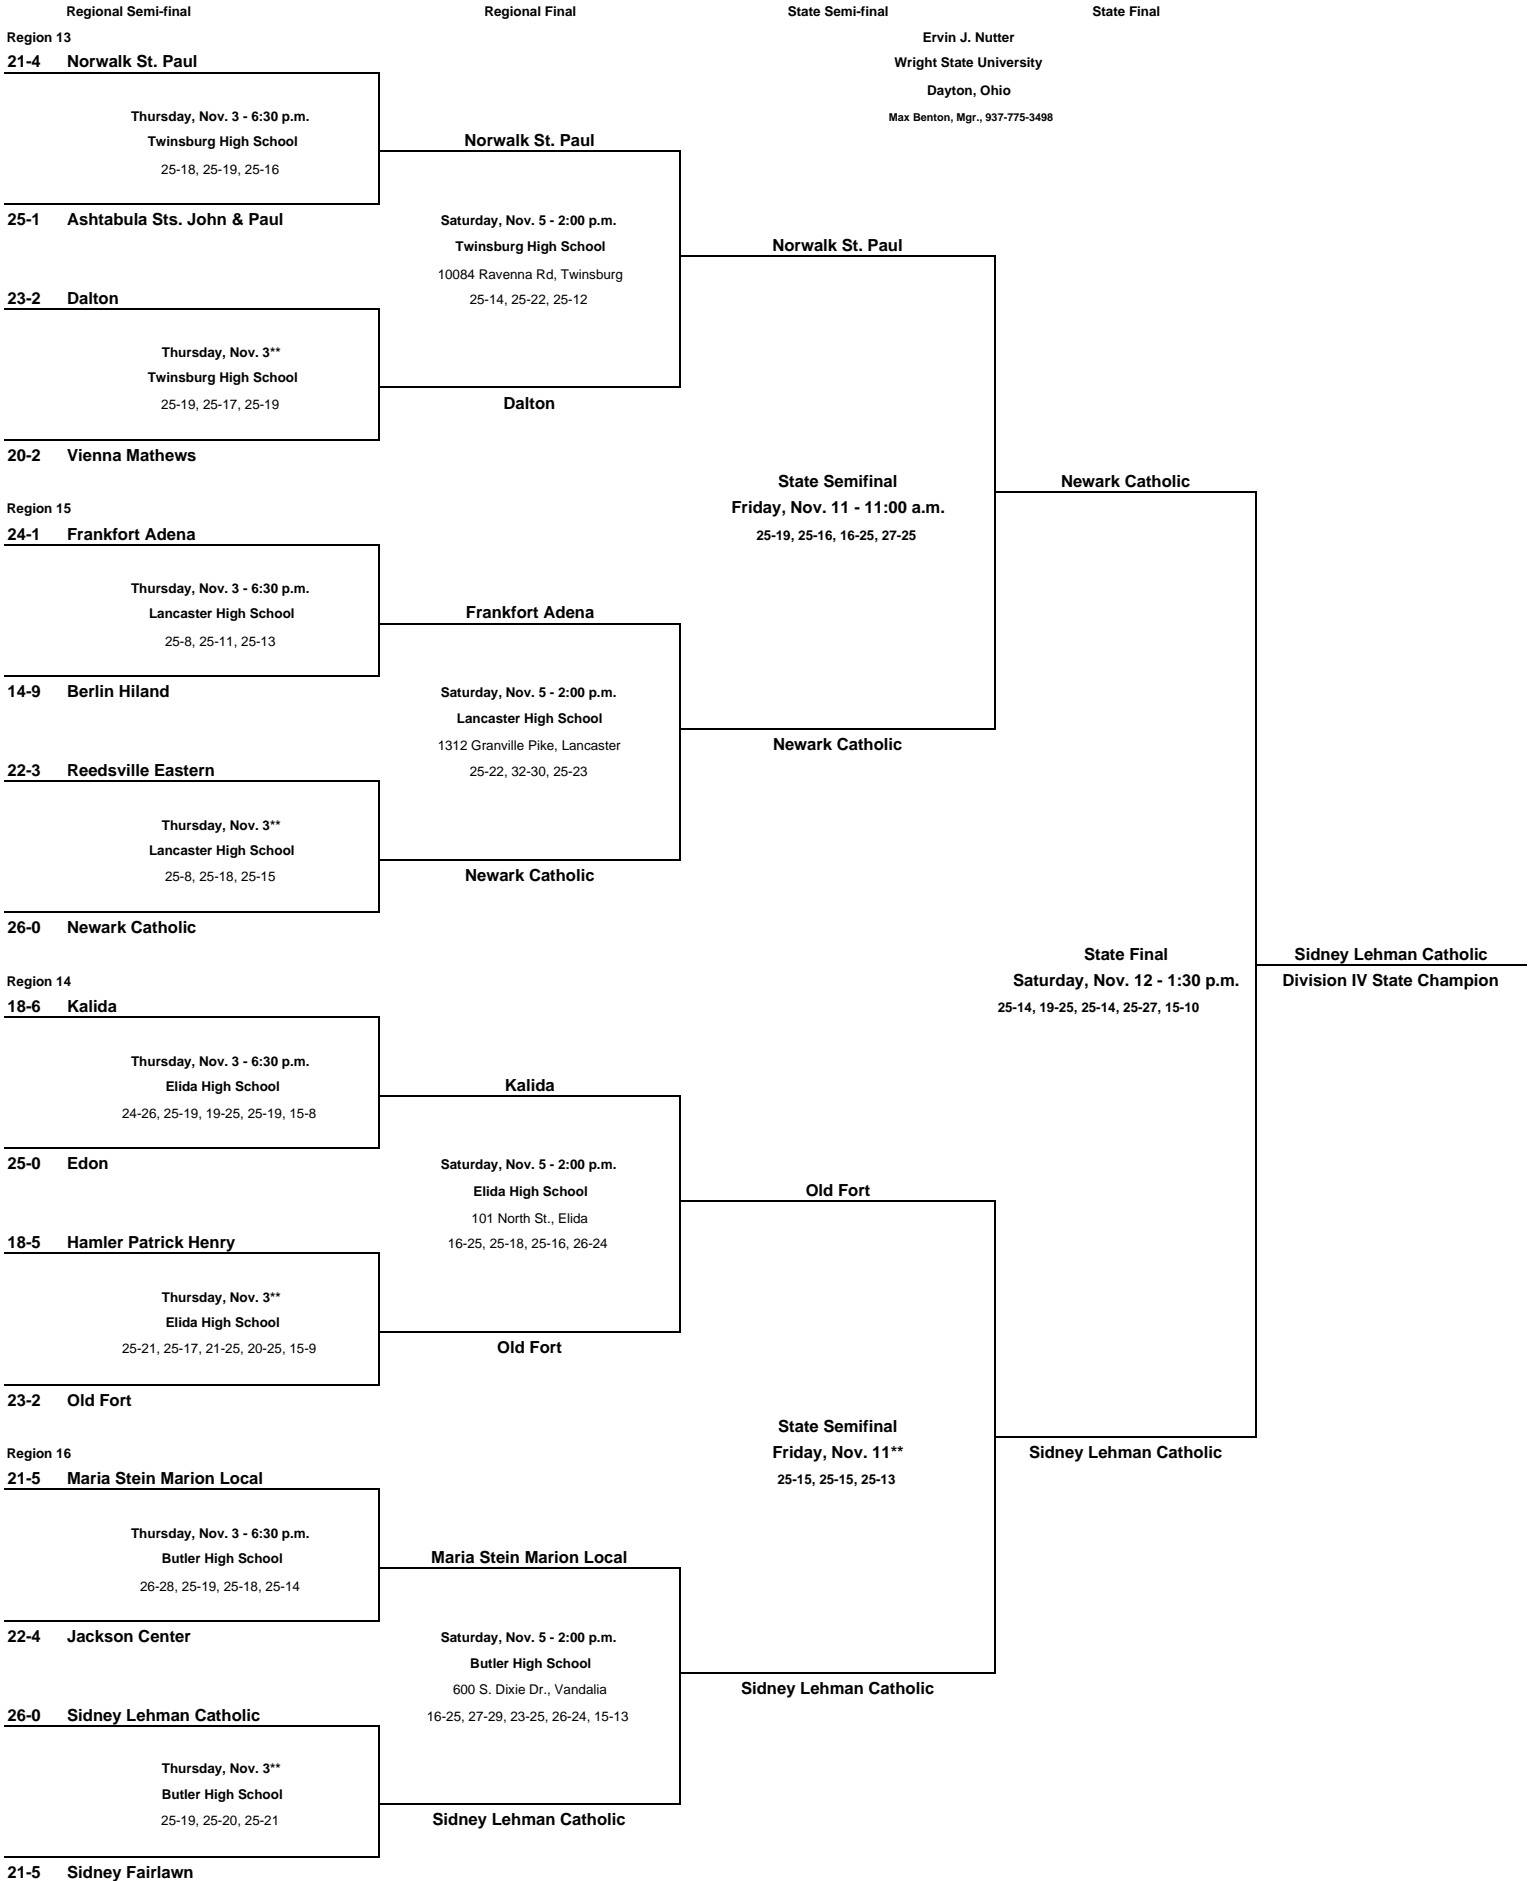 Regional Semi-final Regional Final State Semi-final State Final
Region 13 Ervin J. Nutter
21-4 Norwalk St. Paul Wright State University
Dayton, Ohio
Thursday, Nov. 3 - 6:30 p.m. Max Benton, Mgr., 937-775-3498
Twinsburg High School Norwalk St. Paul
25-18, 25-19, 25-16
25-1 Ashtabula Sts. John & Paul Saturday, Nov. 5 - 2:00 p.m.
Twinsburg High School Norwalk St. Paul
10084 Ravenna Rd, Twinsburg
23-2 Dalton 25-14, 25-22, 25-12
Thursday, Nov. 3**
Twinsburg High School
25-19, 25-17, 25-19 Dalton
20-2 Vienna Mathews
State Semifinal Newark Catholic
Region 15 Friday, Nov. 11 - 11:00 a.m.
24-1 Frankfort Adena 25-19, 25-16, 16-25, 27-25
Thursday, Nov. 3 - 6:30 p.m.
Lancaster High School Frankfort Adena
25-8, 25-11, 25-13
14-9 Berlin Hiland Saturday, Nov. 5 - 2:00 p.m.
Lancaster High School
1312 Granville Pike, Lancaster Newark Catholic
22-3 Reedsville Eastern 25-22, 32-30, 25-23
Thursday, Nov. 3**
Lancaster High School
25-8, 25-18, 25-15 Newark Catholic
26-0 Newark Catholic
State Final Sidney Lehman Catholic
Region 14 Saturday, Nov. 12 - 1:30 p.m. Division IV State Champion
18-6 Kalida 25-14, 19-25, 25-14, 25-27, 15-10
Thursday, Nov. 3 - 6:30 p.m.
Elida High School Kalida
24-26, 25-19, 19-25, 25-19, 15-8
25-0 Edon Saturday, Nov. 5 - 2:00 p.m.
Elida High School Old Fort
101 North St., Elida
18-5 Hamler Patrick Henry 16-25, 25-18, 25-16, 26-24
Thursday, Nov. 3**
Elida High School
25-21, 25-17, 21-25, 20-25, 15-9 Old Fort
23-2 Old Fort
State Semifinal
Region 16 Friday, Nov. 11** Sidney Lehman Catholic
21-5 Maria Stein Marion Local 25-15, 25-15, 25-13
Thursday, Nov. 3 - 6:30 p.m.
Butler High School Maria Stein Marion Local
26-28, 25-19, 25-18, 25-14
22-4 Jackson Center Saturday, Nov. 5 - 2:00 p.m.
Butler High School
600 S. Dixie Dr., Vandalia Sidney Lehman Catholic
26-0 Sidney Lehman Catholic 16-25, 27-29, 23-25, 26-24, 15-13
Thursday, Nov. 3**
Butler High School
25-19, 25-20, 25-21 Sidney Lehman Catholic
21-5 Sidney Fairlawn